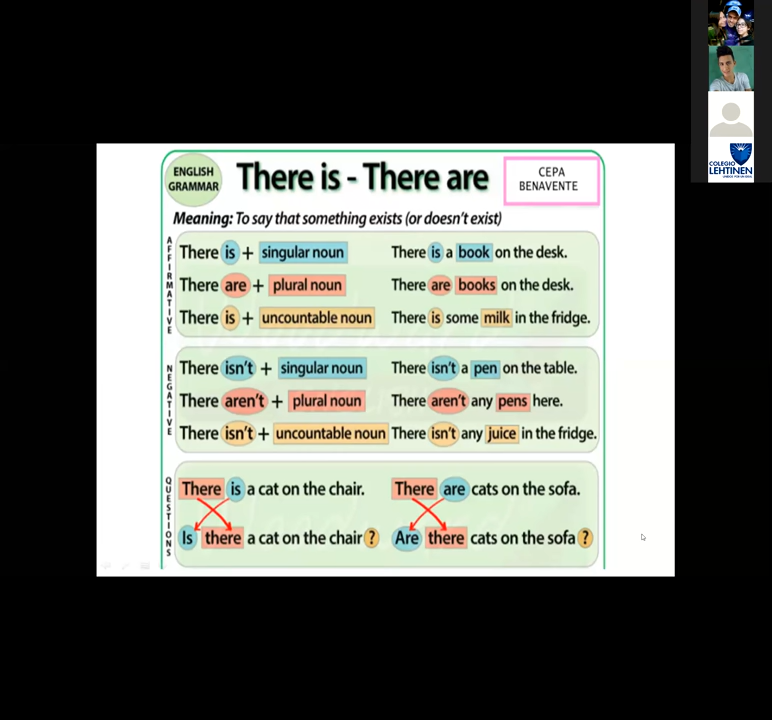 ENGLISH
GRAMMAR
There is - There are
CEPA
BENAVENTE
COLEGIO
LEHTINEN
Meaning: To say that something exists (or doesn't exist)
AFFIRMATIVE
There is + singular noun There is a book on the desk.
There are + plural noun There are books on the desk.
There is + uncountable noun There is some milk in the fridge.
NEGATIVE
There isn't + singular noun There isn't a pen on the table.
There aren't + plural noun There aren't any pens here.
There isn't + uncountable noun There isn't any juice in the fridge.
QUESTIONS
There is a cat on the chair. There are cats on the sofa.
Is there a cat on the chair? Are there cats on the sofa?